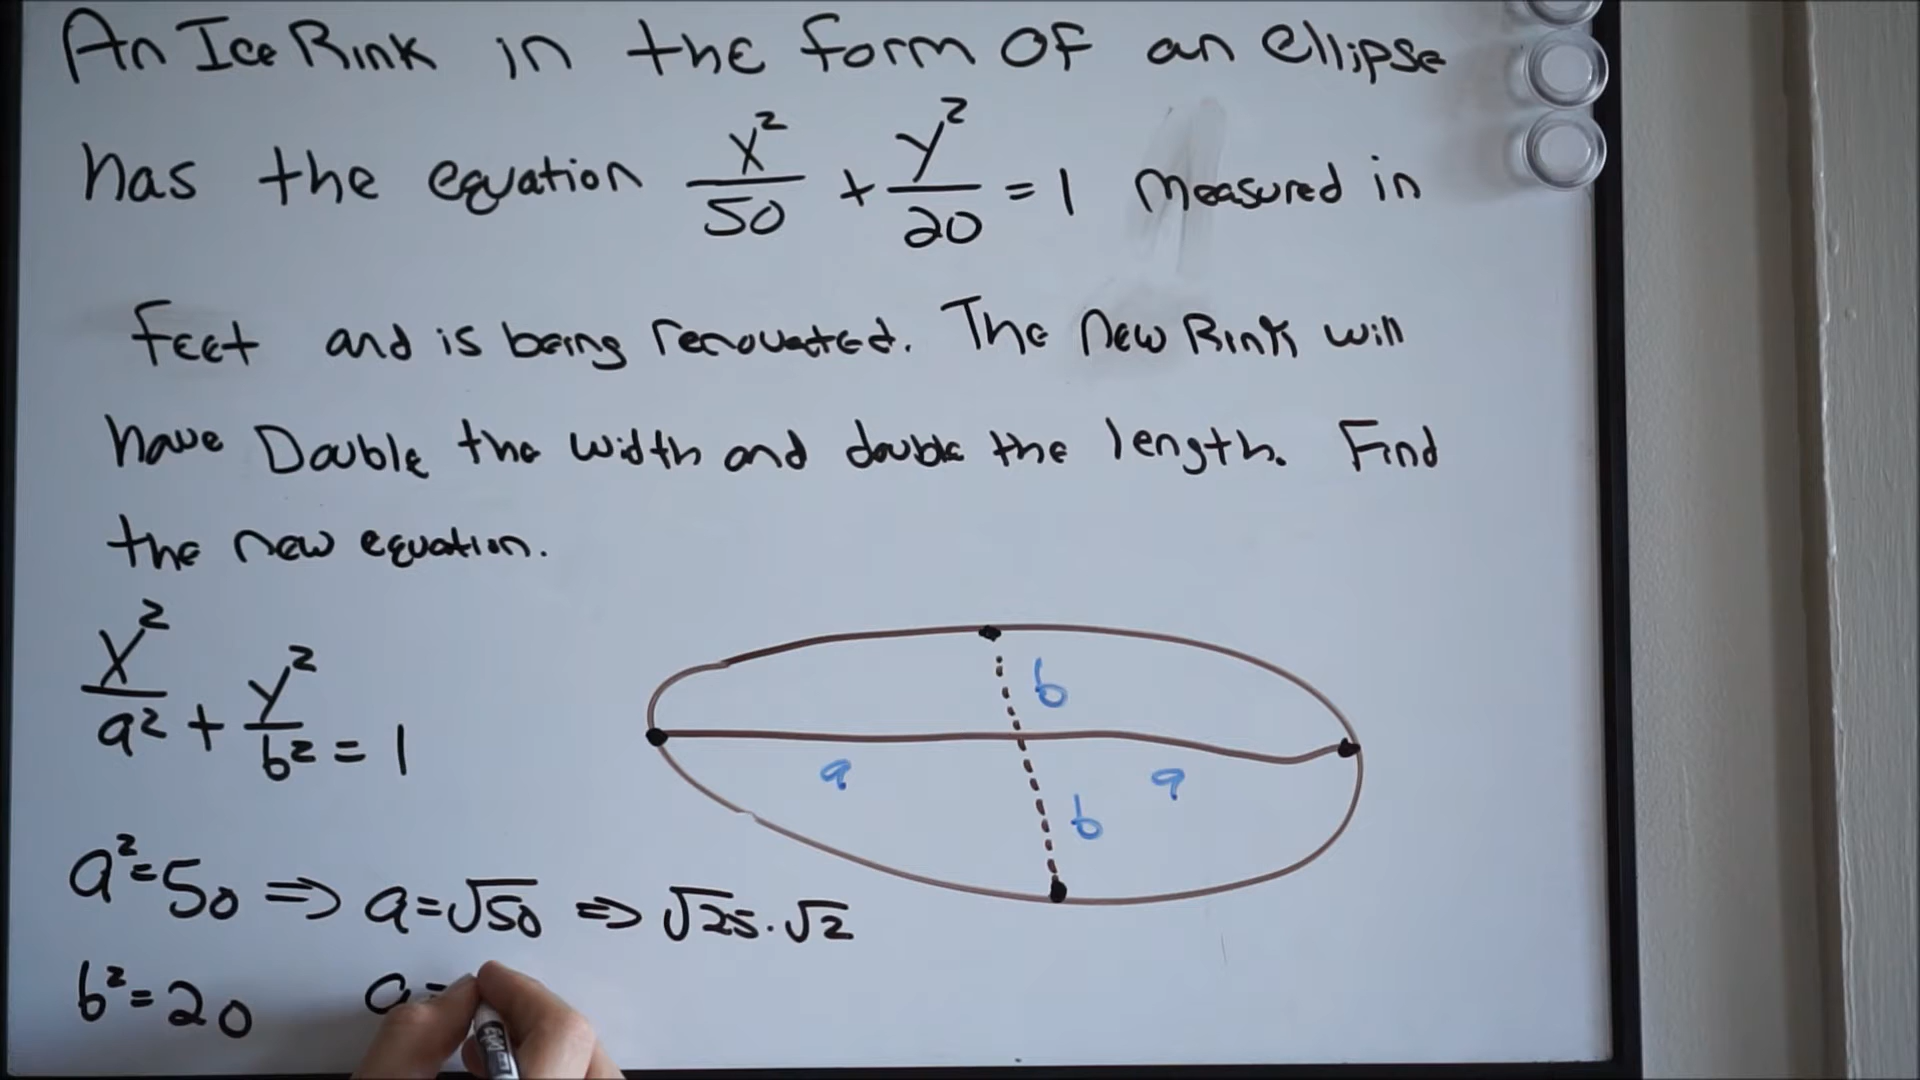 An Ice Rink in the form of an ellipse
has the equation x²/50 + y²/20 = 1 measured in
feet and is being renovated. The new Rink will
have Double the width and double the length. Find
the new equation.
x²/a² + y²/b² = 1
b
a a
b
a²=50 ⇒ a=√50 ⇒ √25·√2
b²=20 a=